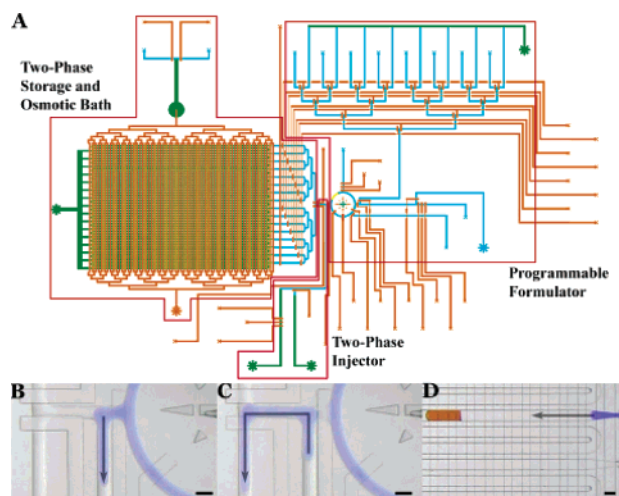 A
Two-Phase
Storage and
Osmotic Bath
Programmable
Formulator
Two-Phase
Injector
B
C
D